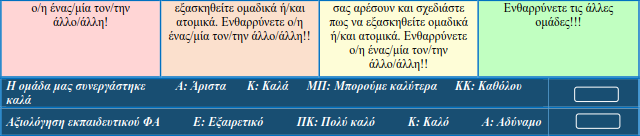 ο/η ένας/μία τον/την
άλλο/άλλη!
εξασκηθείτε ομαδικά ή/και
ατομικά. Ενθαρρύνετε ο/η
ένας/μία τον/την άλλο/άλλη!!
σας αρέσουν και σχεδιάστε
πως να εξασκηθείτε ομαδικά
ή/και ατομικά. Ενθαρρύνετε
ο/η ένας/μία τον/την
άλλο/άλλη!!
Ενθαρρύνετε τις άλλες
ομάδες!!!
Η ομάδα μας συνεργάστηκε καλά
Α: Άριστα Κ: Καλά ΜΠ: Μπορούμε καλύτερα ΚΚ: Καθόλου
Αξιολόγηση εκπαιδευτικού ΦΑ Ε: Εξαιρετικό ΠΚ: Πολύ καλό Κ: Καλό Α: Αδύναμο